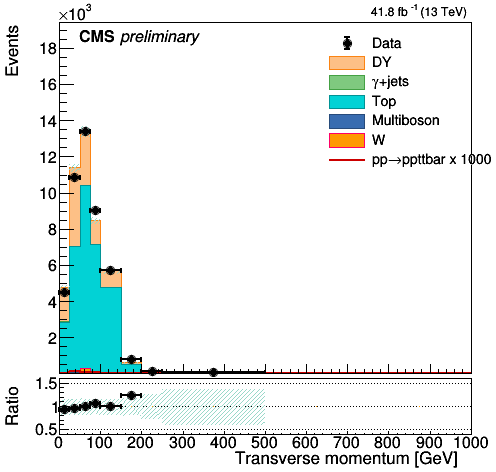 ×10³
CMS preliminary
41.8 fb⁻¹ (13 TeV)
Events
18
16
14
12
10
8
6
4
2
Data
DY
γ+jets
Top
Multiboson
W
pp→ppttbar x 1000
Ratio
1.5
1
0.5
0 100 200 300 400 500 600 700 800 900 1000
Transverse momentum [GeV]